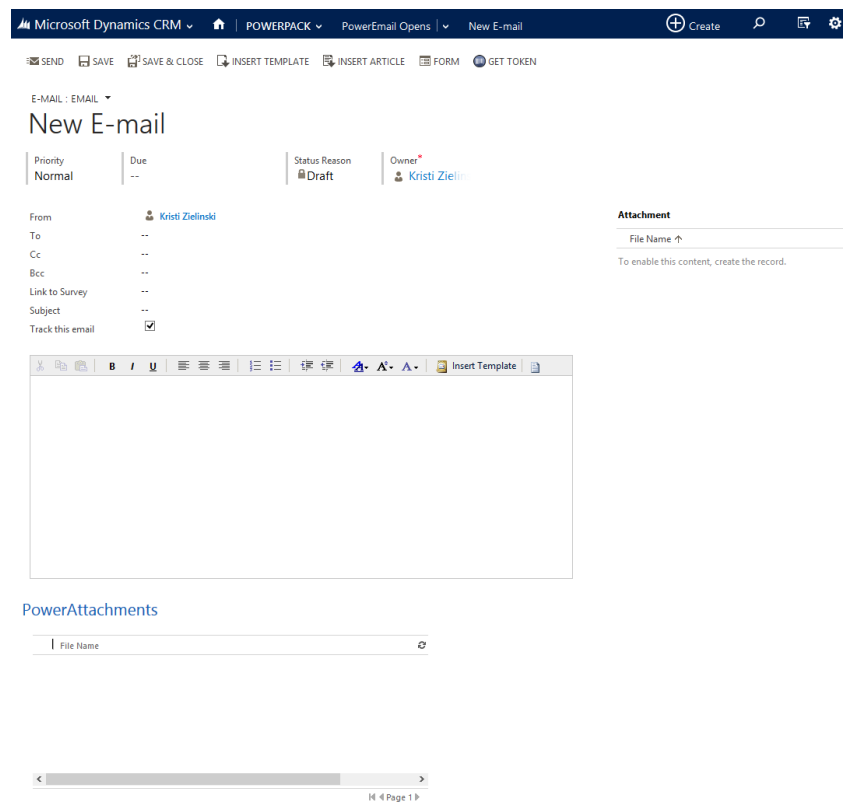 Microsoft Dynamics CRM POWERPACK PowerEmail Opens New E-mail Create
SEND SAVE SAVE & CLOSE INSERT TEMPLATE INSERT ARTICLE FORM GET TOKEN
E-MAIL : EMAIL
New E-mail
Priority Due Status Reason Owner*
Normal -- Draft Kristi Zielin
From Kristi Zielinski
To --
Cc --
Bcc --
Link to Survey --
Subject --
Track this email
Attachment
File Name
To enable this content, create the record.
B I U A A A Insert Template
PowerAttachments
File Name
Page 1